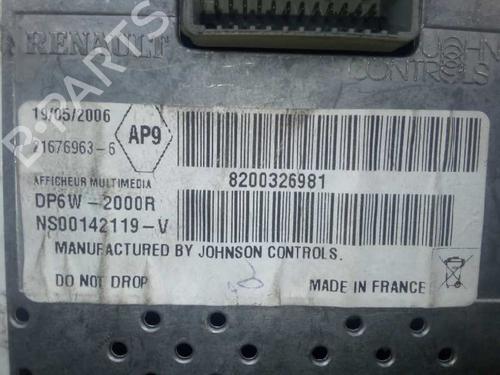 RENAULT
JOHNSON
CONTROLS
19/05/2006
AP9
21676963-6
AFFICHEUR MULTIMEDIA
8200326981
DP6W-2000R
NS00142119-V
MANUFACTURED BY JOHNSON CONTROLS.
DO NOT DROP
MADE IN FRANCE
B-PARTS